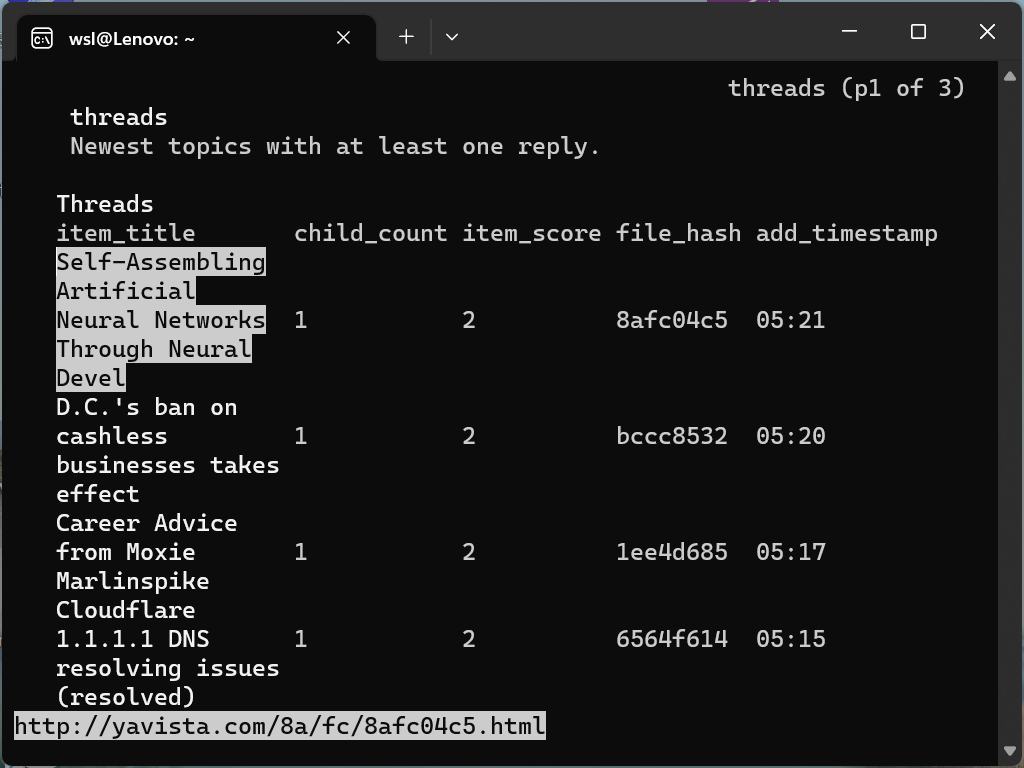 wsl@Lenovo: ~
threads (p1 of 3)
threads
Newest topics with at least one reply.
Threads
item_title child_count item_score file_hash add_timestamp
Self-Assembling
Artificial
Neural Networks 1 2 8afc04c5 05:21
Through Neural
Devel
D.C.'s ban on
cashless 1 2 bccc8532 05:20
businesses takes
effect
Career Advice
from Moxie 1 2 1ee4d685 05:17
Marlinspike
Cloudflare
1.1.1.1 DNS 1 2 6564f614 05:15
resolving issues
(resolved)
http://yavista.com/8a/fc/8afc04c5.html